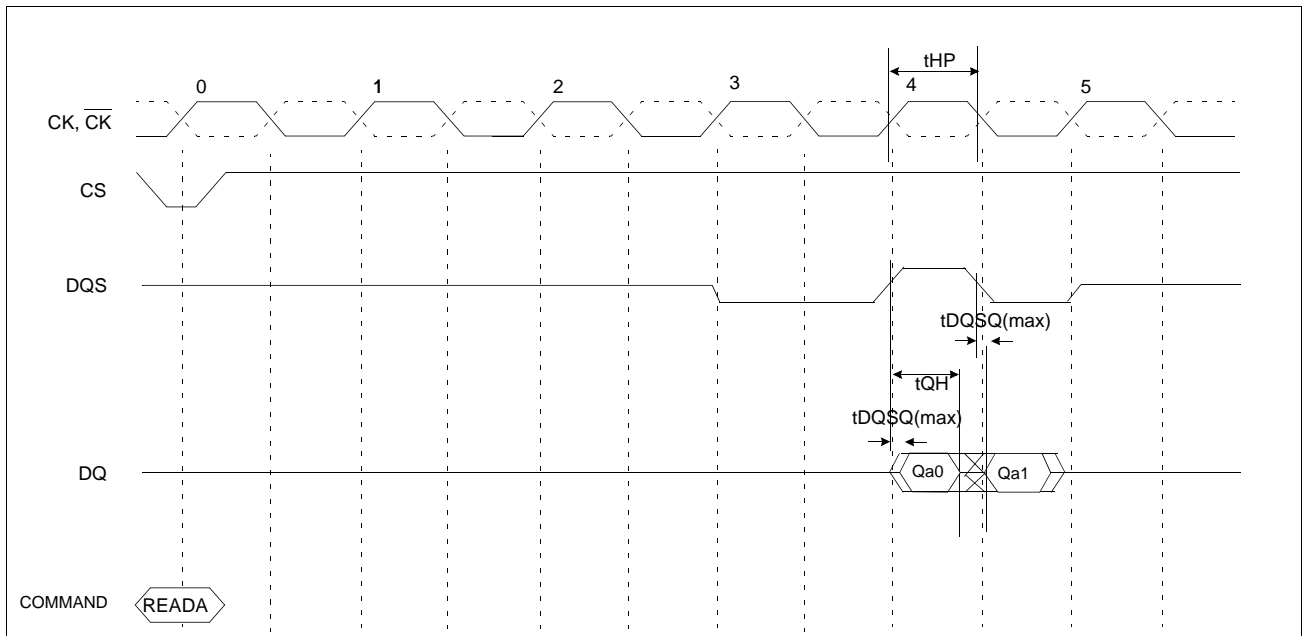 tHP
0 1 2 3 4 5
CK, C̅K̅
CS
DQS
tDQSQ(max)
tQH
tDQSQ(max)
DQ
Qa0 Qa1
COMMAND
READA